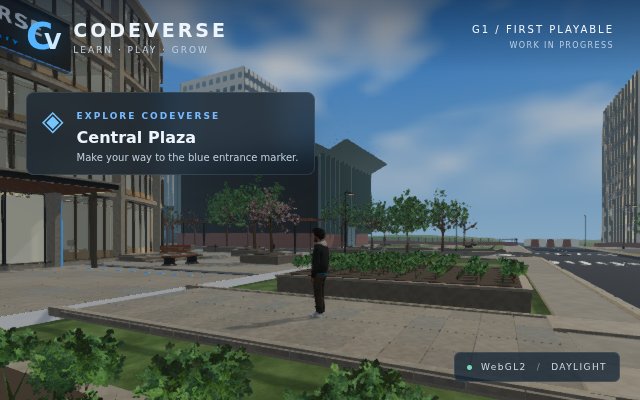 CODEVERSE
LEARN · PLAY · GROW
G1 / FIRST PLAYABLE
WORK IN PROGRESS
EXPLORE CODEVERSE
Central Plaza
Make your way to the blue entrance marker.
WebGL2 / DAYLIGHT